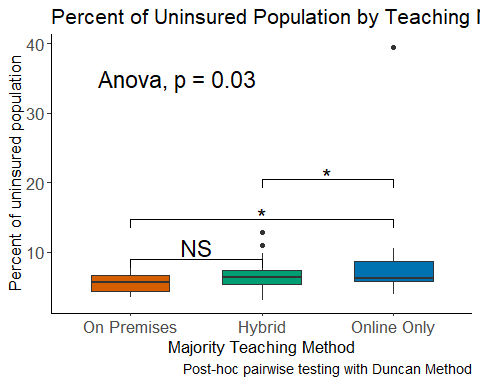 Percent of Uninsured Population by Teaching
Anova, p = 0.03
Percent of uninsured population
40
30
20
10
*
*
NS
On Premises Hybrid Online Only
Majority Teaching Method
Post-hoc pairwise testing with Duncan Method